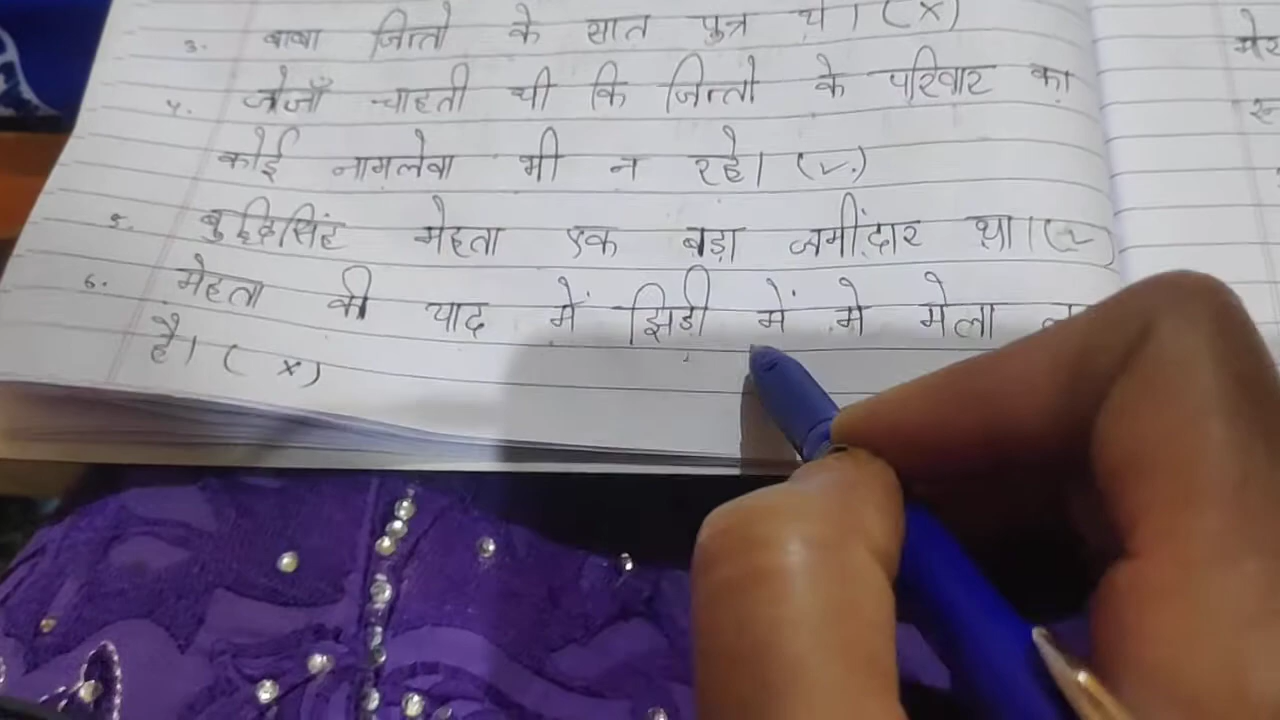 3. बाबा जित्तो के सात पुत्र थे। (x)
4. जोजाँ चाहती थी कि जित्तो के परिवार का
कोई नामलेवा भी न रहे। (✓)
5. बुद्धिसिंह मेहता एक बड़ा जमींदार था। (✓)
6. मेहता की याद में झिड़ी में मे मेला
है। (x)